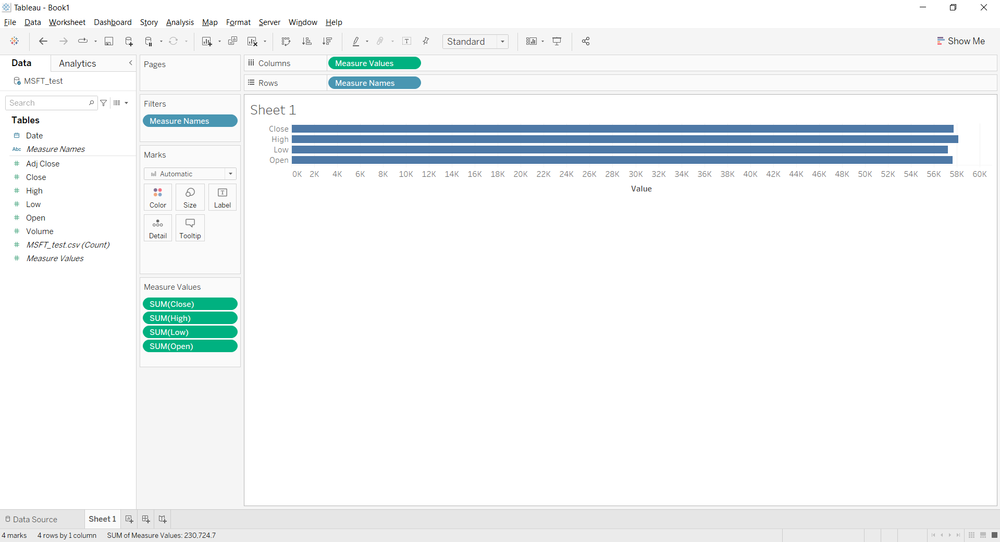 Tableau - Book1
File Data Worksheet Dashboard Story Analysis Map Format Server Window Help
Standard
Show Me
Data Analytics
MSFT_test
Search
Tables
Date
Abc Measure Names
Adj Close
Close
High
Low
Open
Volume
MSFT_test.csv (Count)
Measure Values
Pages
Filters
Measure Names
Marks
Automatic
Color Size Label
Detail Tooltip
Measure Values
SUM(Close)
SUM(High)
SUM(Low)
SUM(Open)
Columns Measure Values
Rows Measure Names
Sheet 1
Close
High
Low
Open
0K 2K 4K 6K 8K 10K 12K 14K 16K 18K 20K 22K 24K 26K 28K 30K 32K 34K 36K 38K 40K 42K 44K 46K 48K 50K 52K 54K 56K 58K 60K
Value
Data Source Sheet 1
4 marks 4 rows by 1 column SUM of Measure Values: 230,724.7